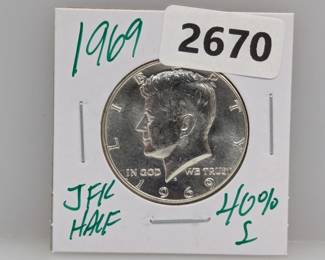 1969
2670
LIBERTY
IN GOD WE TRUST
1969
JFK
HALF
40%
S